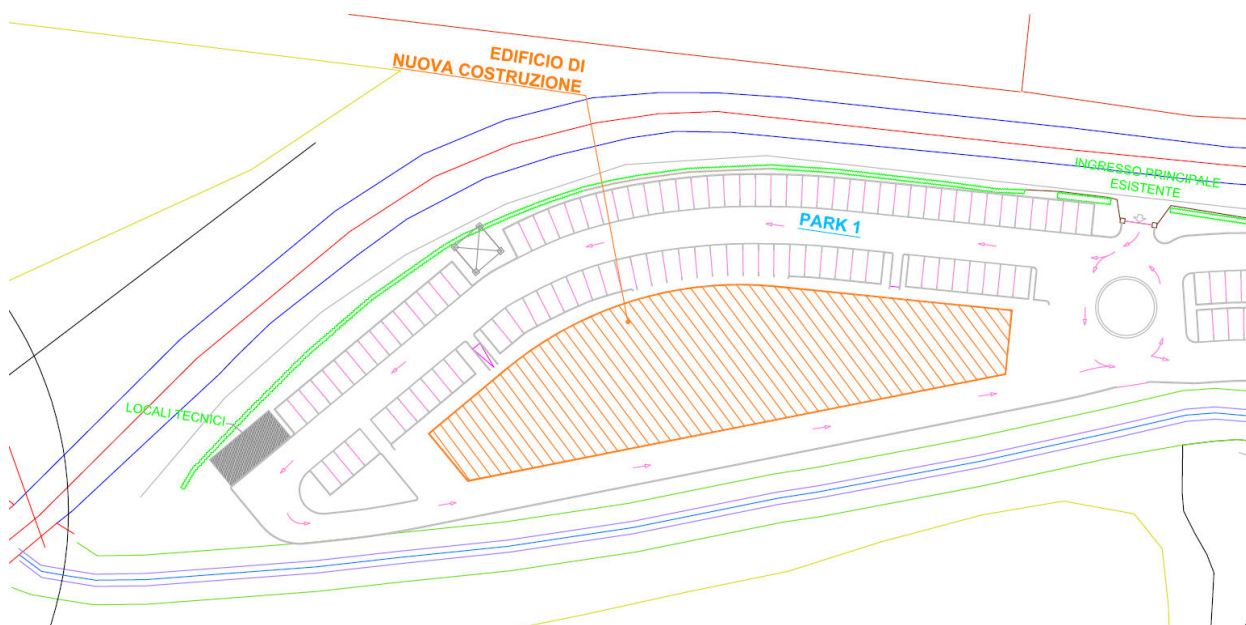 EDIFICIO DI
NUOVA COSTRUZIONE
INGRESSO PRINCIPALE
ESISTENTE
PARK 1
LOCALI TECNICI